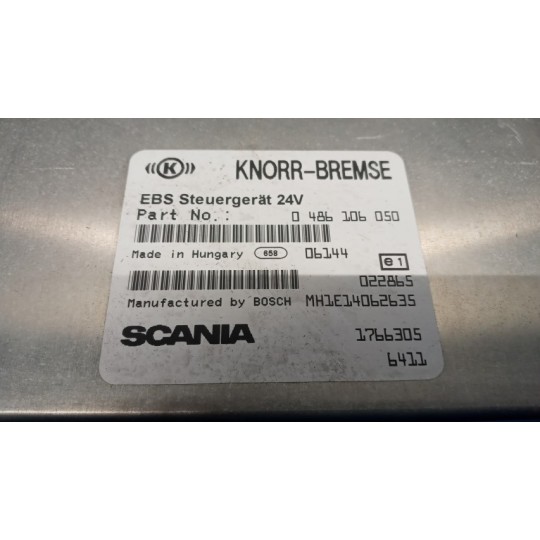 K KNORR-BREMSE
EBS Steuergerät 24V
Part No.: 0 486 106 050
Made in Hungary 658 06144 e1
022865
Manufactured by BOSCH MH1E14062635
SCANIA 1766305
6411